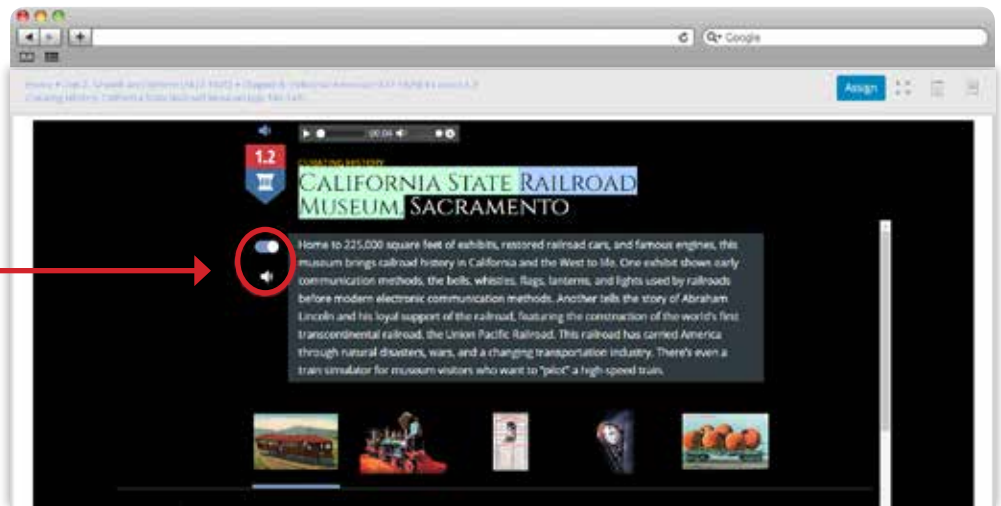 Google
Assign
00:04
1.2
CURATING HISTORY
CALIFORNIA STATE RAILROAD
MUSEUM, SACRAMENTO
Home to 225,000 square feet of exhibits, restored railroad cars, and famous engines, this
museum brings railroad history in California and the West to life. One exhibit shows early
communication methods, the bells, whistles, flags, lanterns, and lights used by railroads
before modern electronic communication methods. Another tells the story of Abraham
Lincoln and his loyal support of the railroad, featuring the construction of the world's first
transcontinental railroad, the Union Pacific Railroad. This railroad has carried America
through natural disasters, wars, and a changing transportation industry. There's even a
train simulator for museum visitors who want to "pilot" a high-speed train.